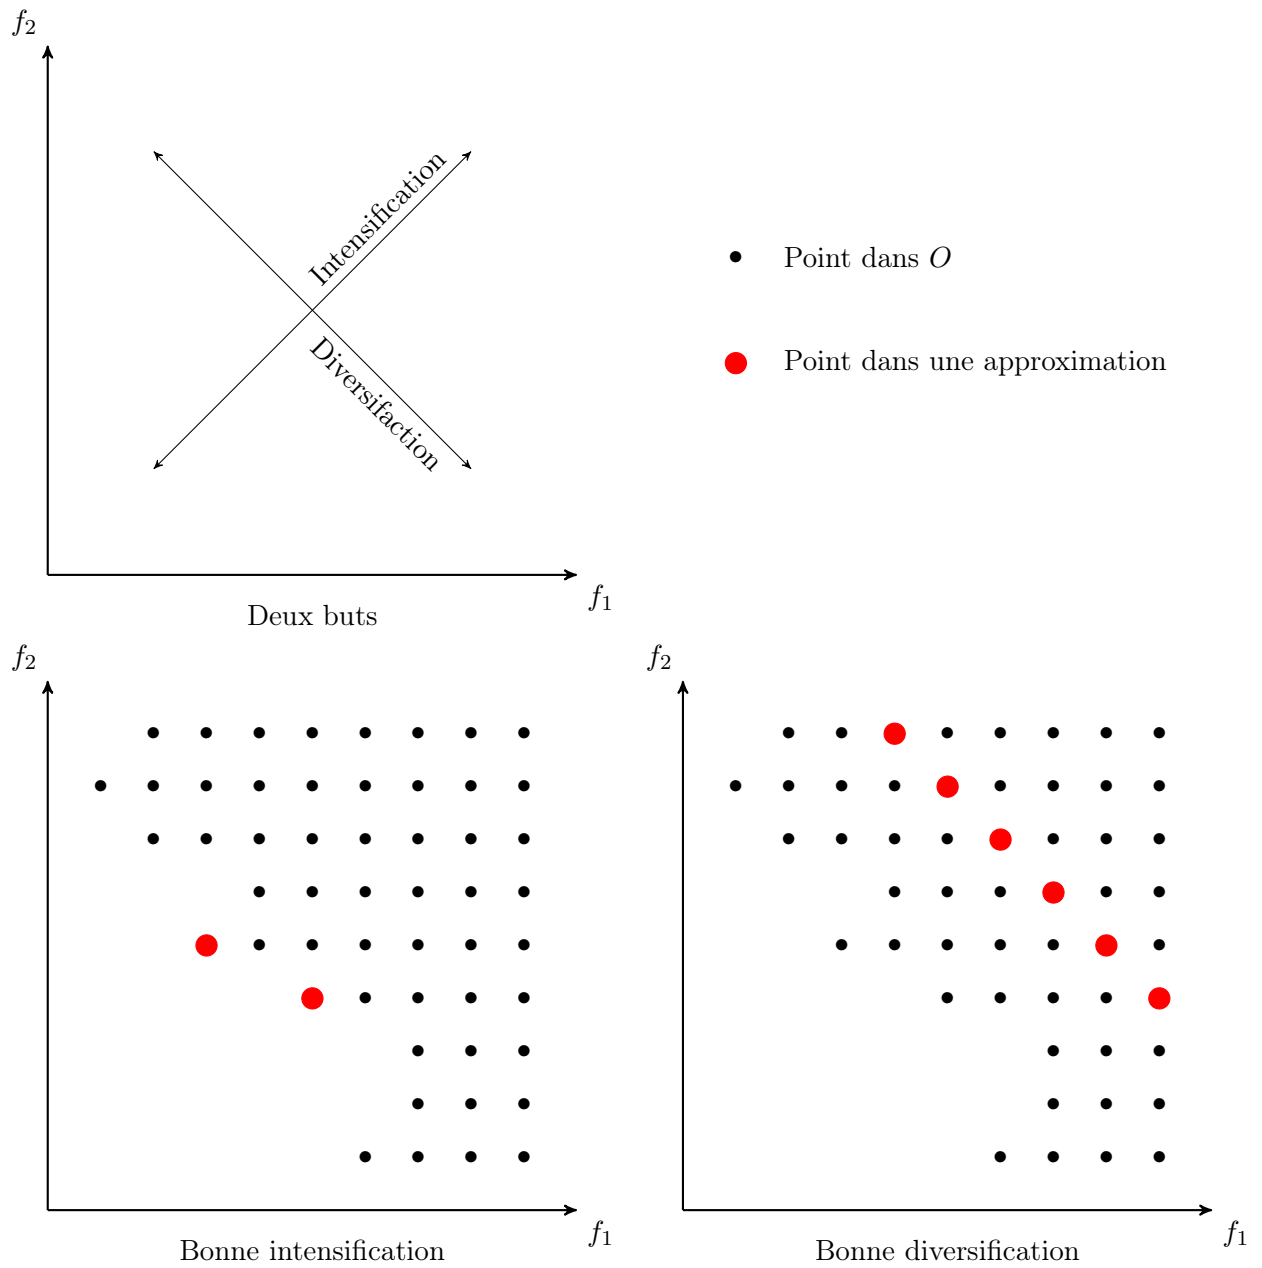 f₂
Intensification
Diversifaction
f₁
Deux buts
Point dans O
Point dans une approximation
f₂
f₁
Bonne intensification
f₂
f₁
Bonne diversification